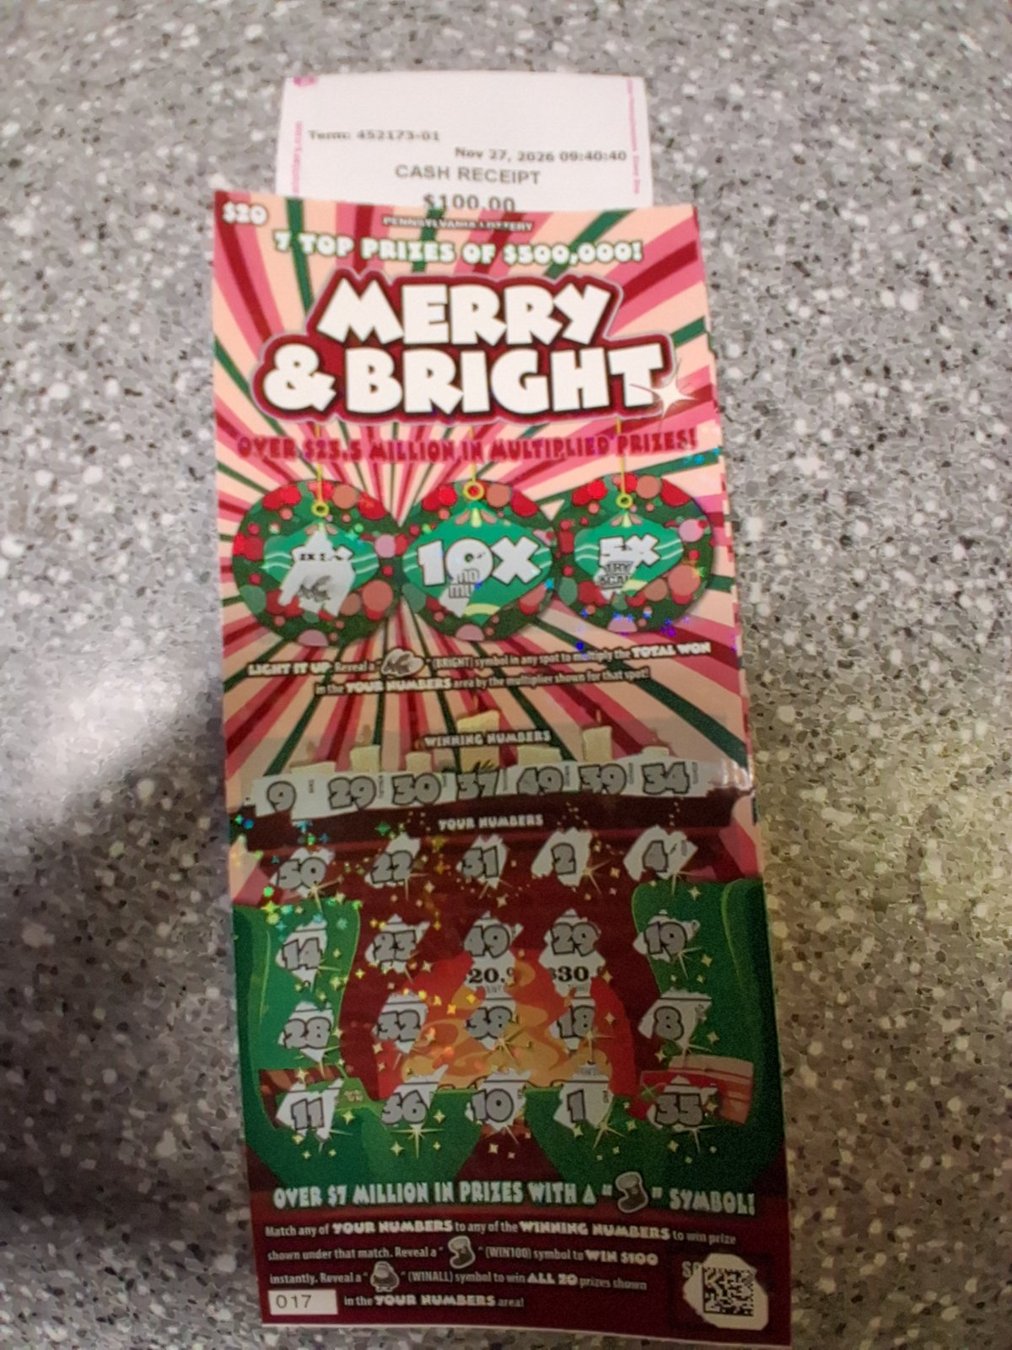 Term: 452173-01
Nov 27, 2026 09:40:40
CASH RECEIPT
$100.00
$20
PENNSYLVANIA LOTTERY
7 TOP PRIZES OF $500,000!
MERRY
& BRIGHT
OVER $23.5 MILLION IN MULTIPLIED PRIZES!
10X 5X
LIGHT IT UP Reveal a " " (BRIGHT) symbol in any spot to multiply the TOTAL WON
in the YOUR NUMBERS area by the multiplier shown for that spot!
WINNING NUMBERS
9 29 30 37 49 39 34
YOUR NUMBERS
50 22 31 2 4
14 23 49 29 19
20. $30.
28 32 38 18 8
11 36 10 1 35
OVER $7 MILLION IN PRIZES WITH A " " SYMBOL!
Match any of YOUR NUMBERS to any of the WINNING NUMBERS to win prize
shown under that match. Reveal a " " (WIN100) symbol to WIN $100
instantly. Reveal a " " (WINALL) symbol to win ALL 20 prizes shown
in the YOUR NUMBERS area!
017